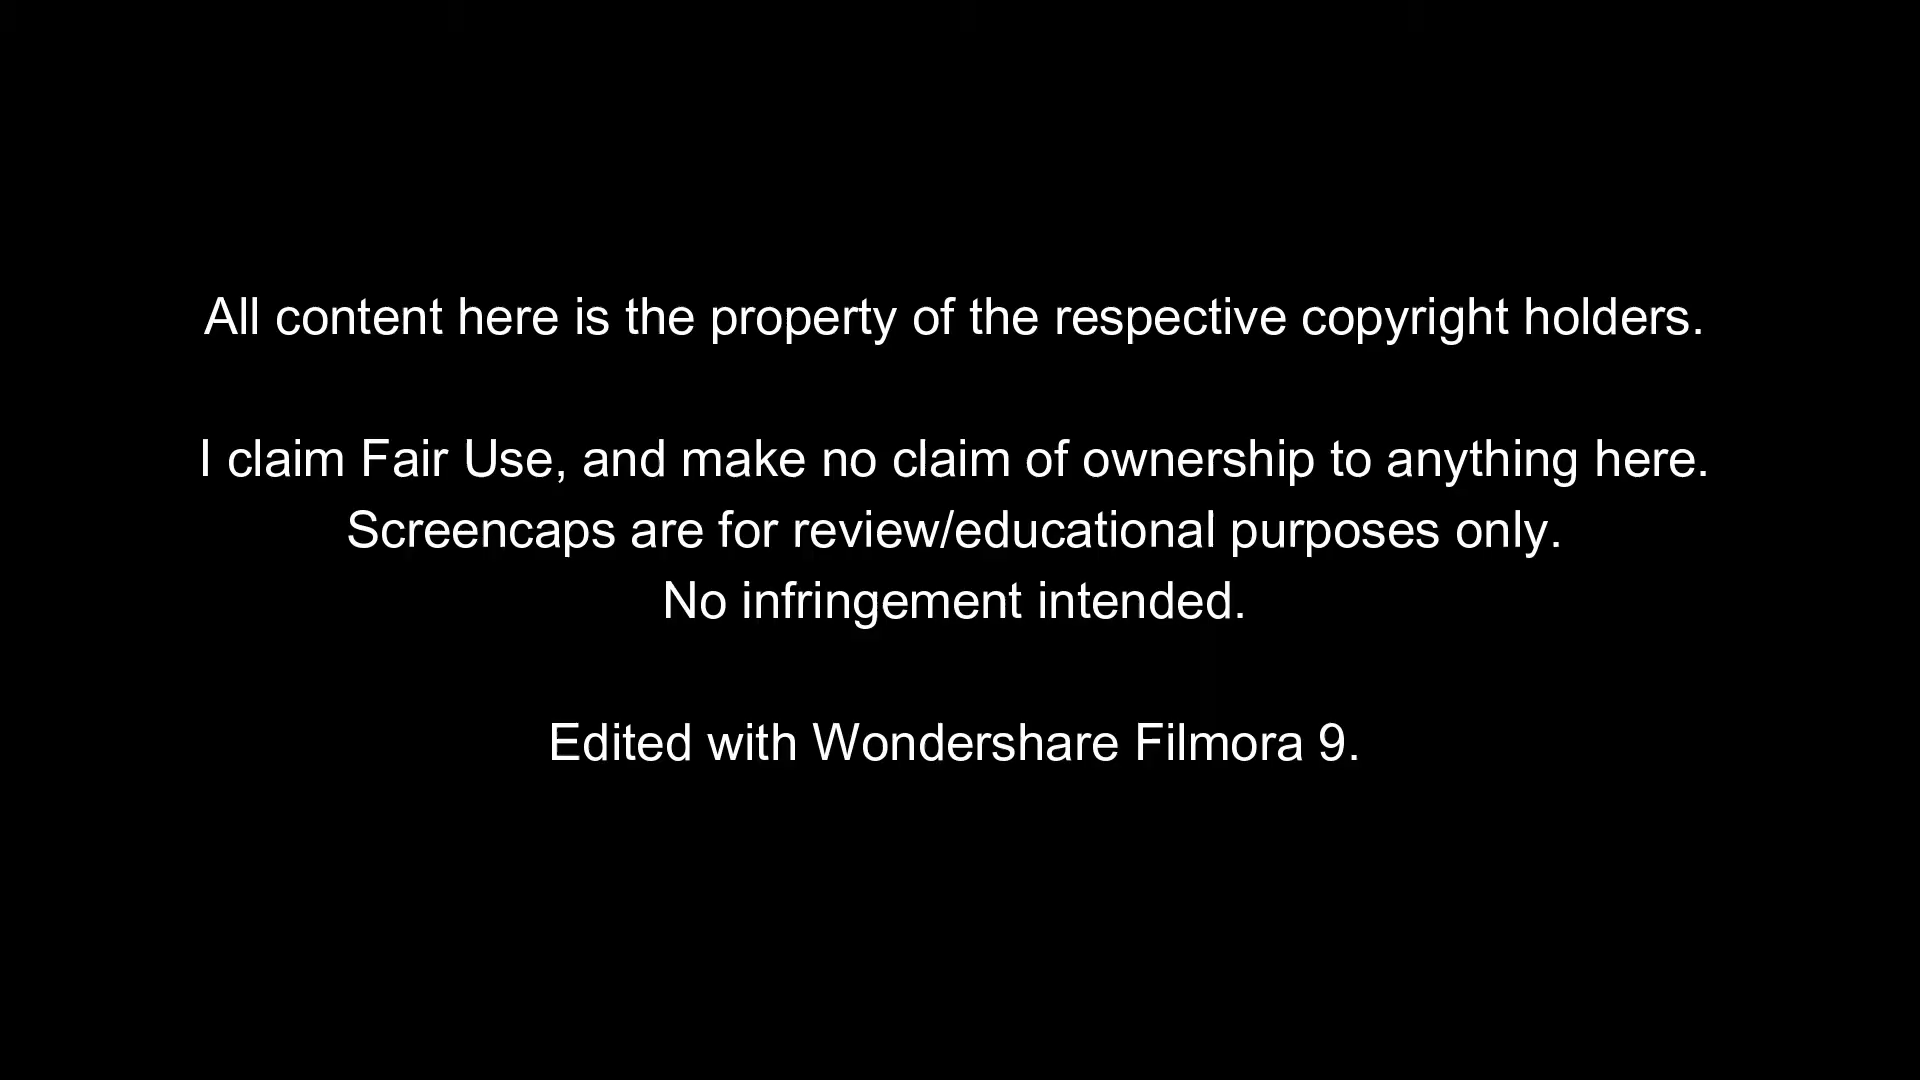 All content here is the property of the respective copyright holders.
I claim Fair Use, and make no claim of ownership to anything here.
Screencaps are for review/educational purposes only.
No infringement intended.
Edited with Wondershare Filmora 9.